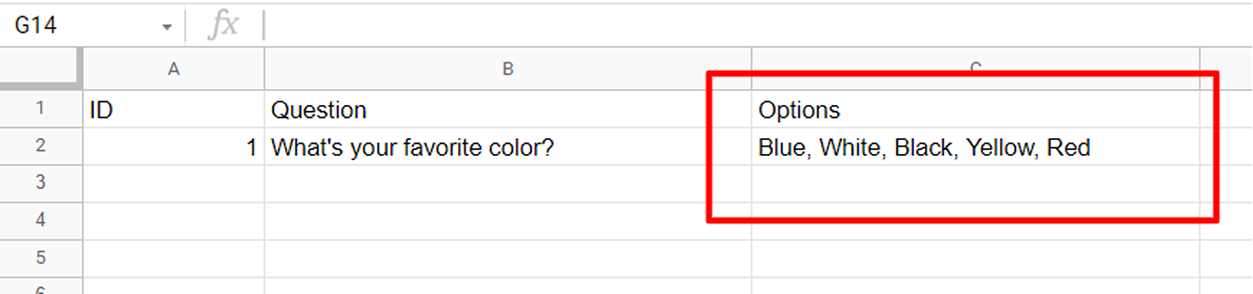 G14 fx
A B C
1 ID Question Options
2 1 What's your favorite color? Blue, White, Black, Yellow, Red
3
4
5
6